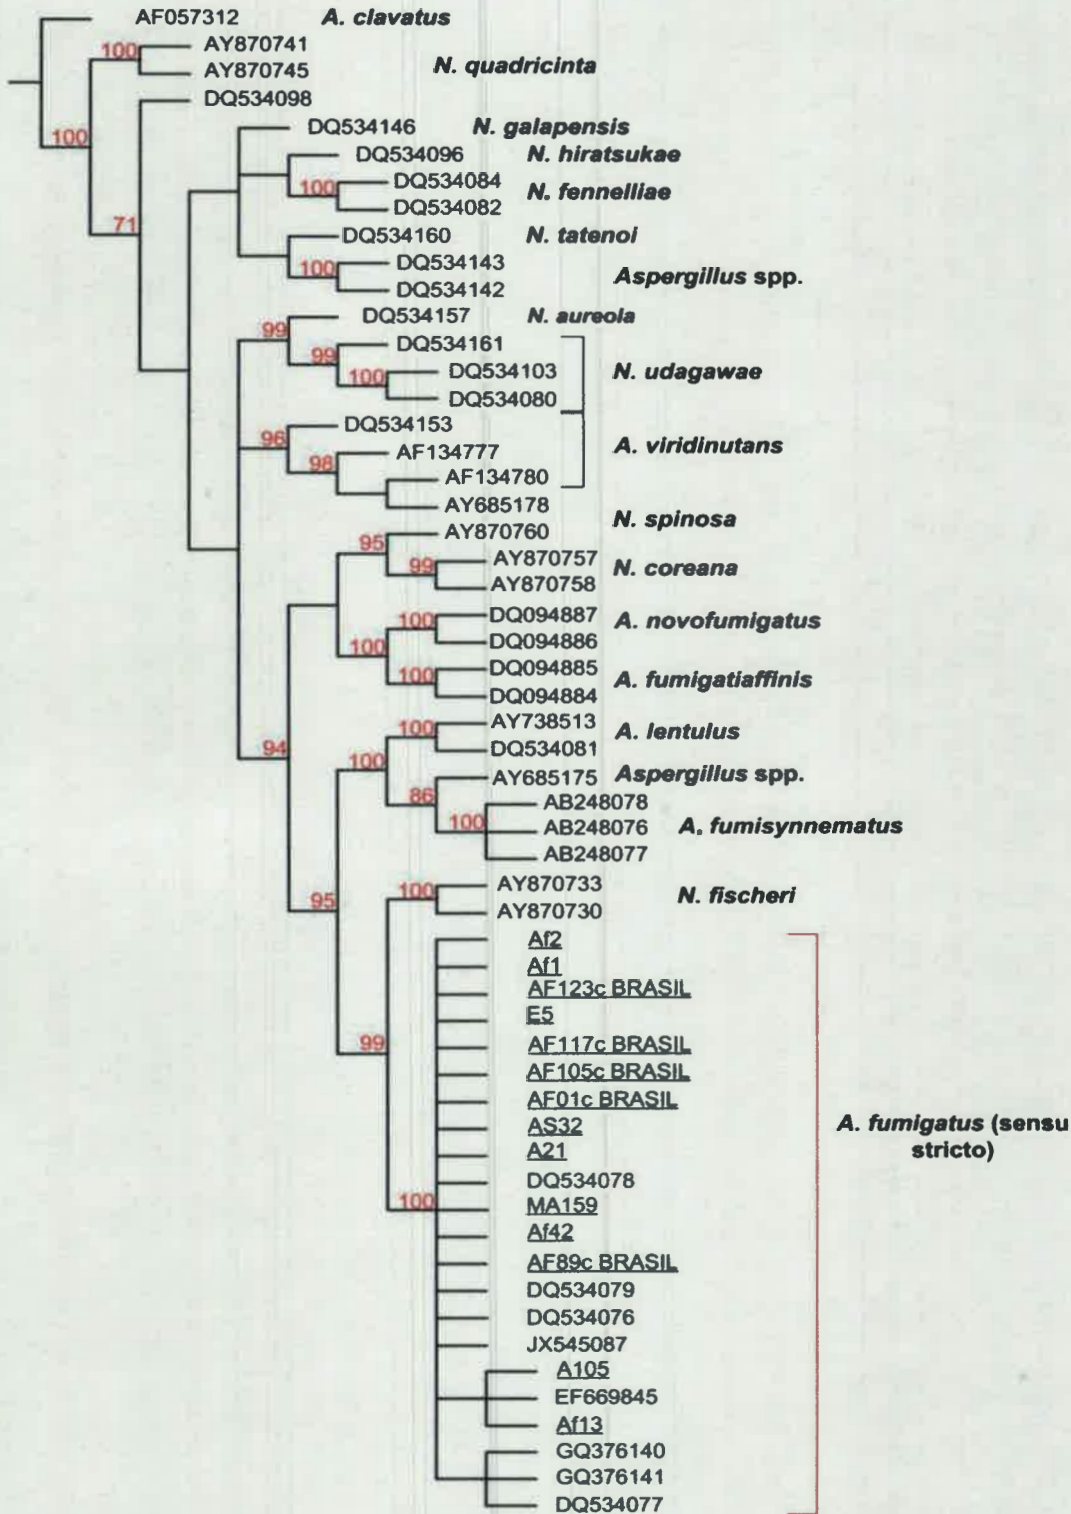 AF057312 A. clavatus
100 AY870741
AY870745 N. quadricinta
DQ534098
100
DQ534146 N. galapensis
DQ534096 N. hiratsukae
100 DQ534084 N. fennelliae
DQ534082
71
DQ534160 N. tatenoi
100 DQ534143 Aspergillus spp.
DQ534142
99 DQ534157 N. aureola
99 DQ534161
100 DQ534103 N. udagawae
DQ534080
96 DQ534153
98 AF134777 A. viridinutans
AF134780
AY685178
N. spinosa
95 AY870760
99 AY870757 N. coreana
AY870758
100 DQ094887 A. novofumigatus
DQ094886
100
100 DQ094885 A. fumigatiaffinis
DQ094884
100 AY738513 A. lentulus
DQ534081
94
100
AY685175 Aspergillus spp.
86
AB248078
100 AB248076 A. fumisynnematus
AB248077
95
100 AY870733 N. fischeri
AY870730
Af2
Af1
AF123c BRASIL
E5
99
AF117c BRASIL
AF105c BRASIL
AF01c BRASIL
AS32
A. fumigatus (sensu
stricto)
A21
DQ534078
100
MA159
Af42
AF89c BRASIL
DQ534079
DQ534076
JX545087
A105
EF669845
Af13
GQ376140
GQ376141
DQ534077